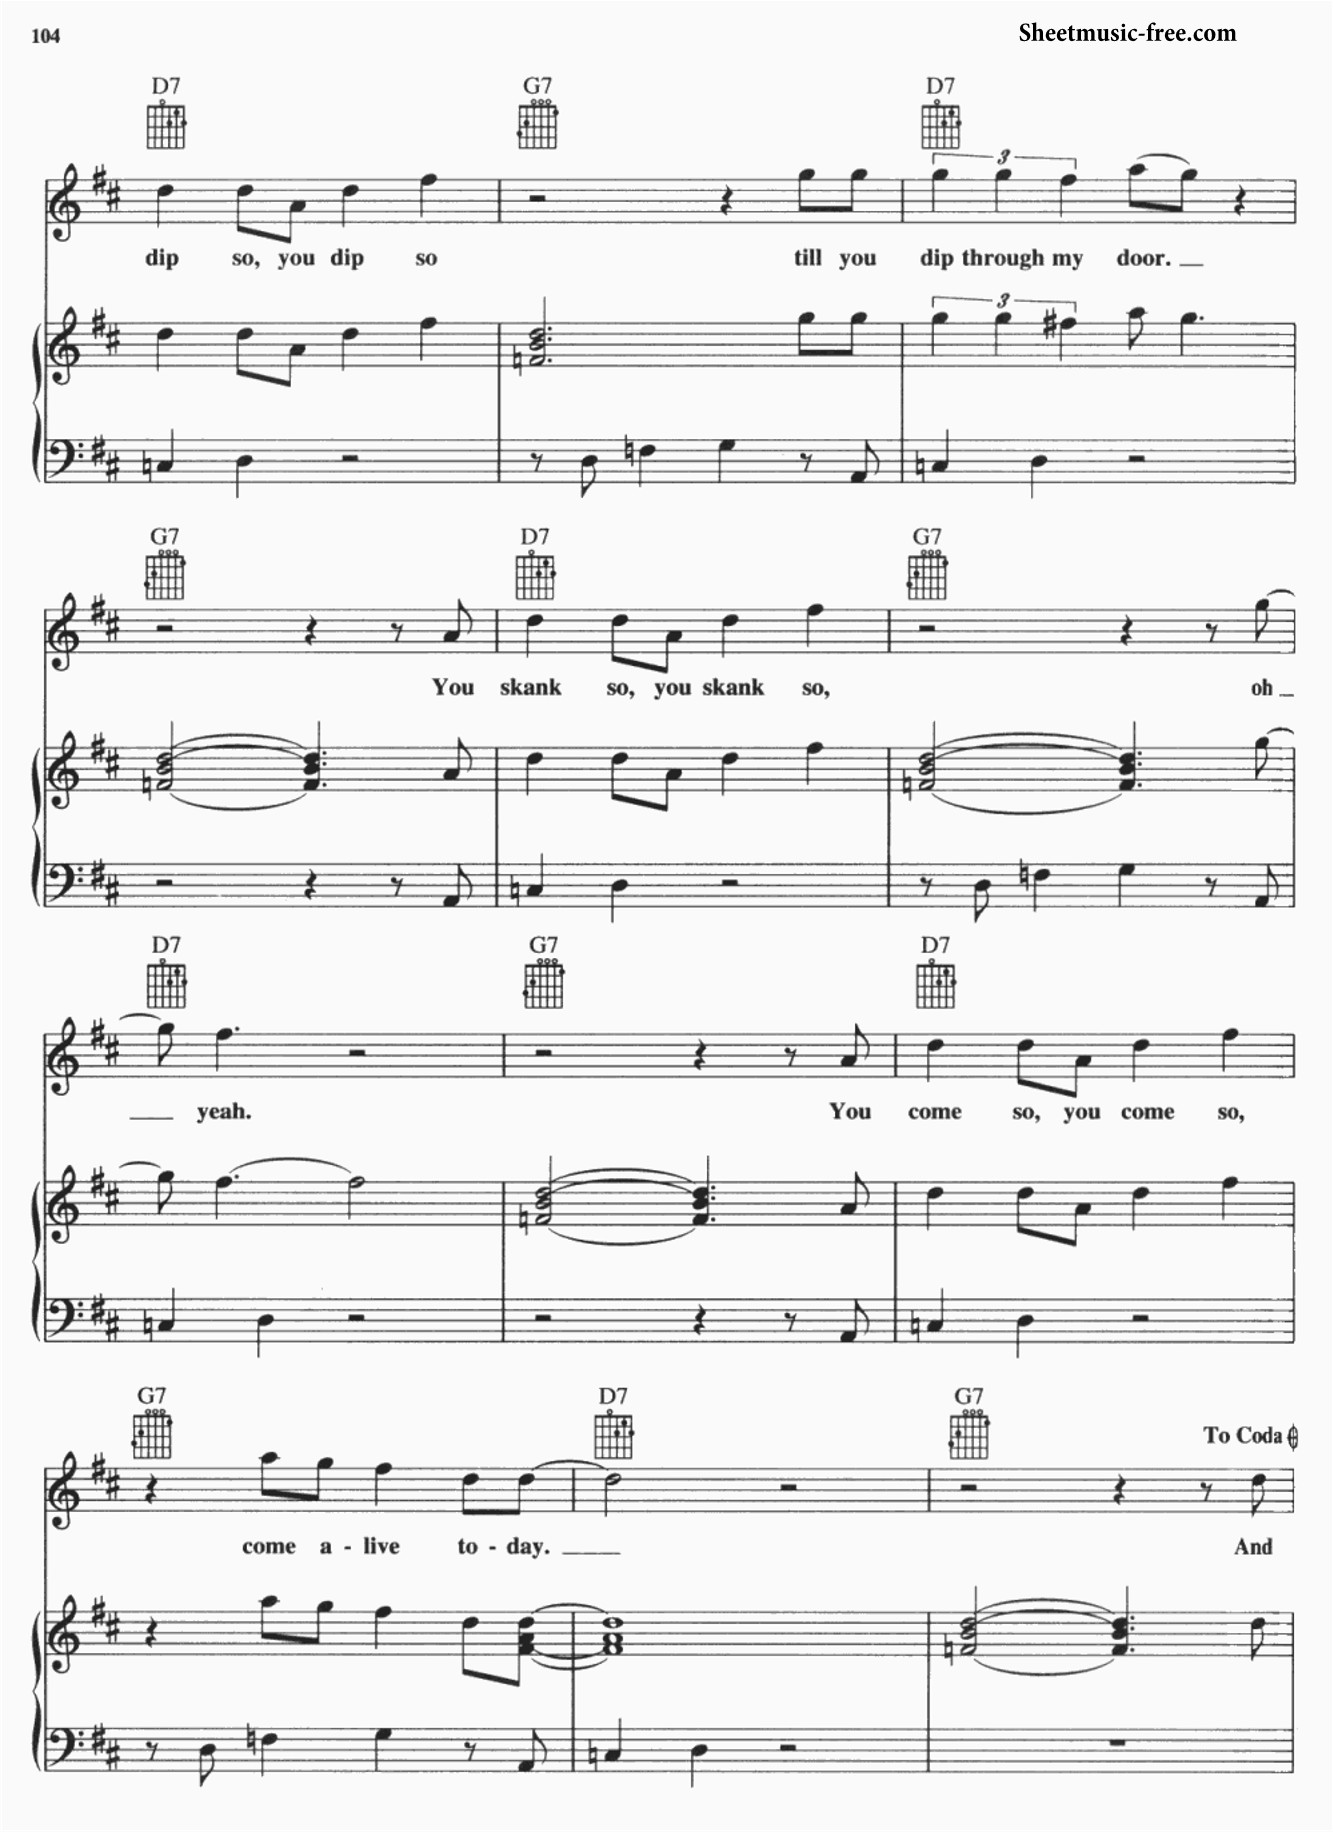 104
Sheetmusic-free.com
D7 G7 D7
3
dip so, you dip so till you dip through my door.
3
G7 D7 G7
You skank so, you skank so, oh
D7 G7 D7
yeah. You come so, you come so,
G7 D7 G7
To Coda
come a - live to - day. And